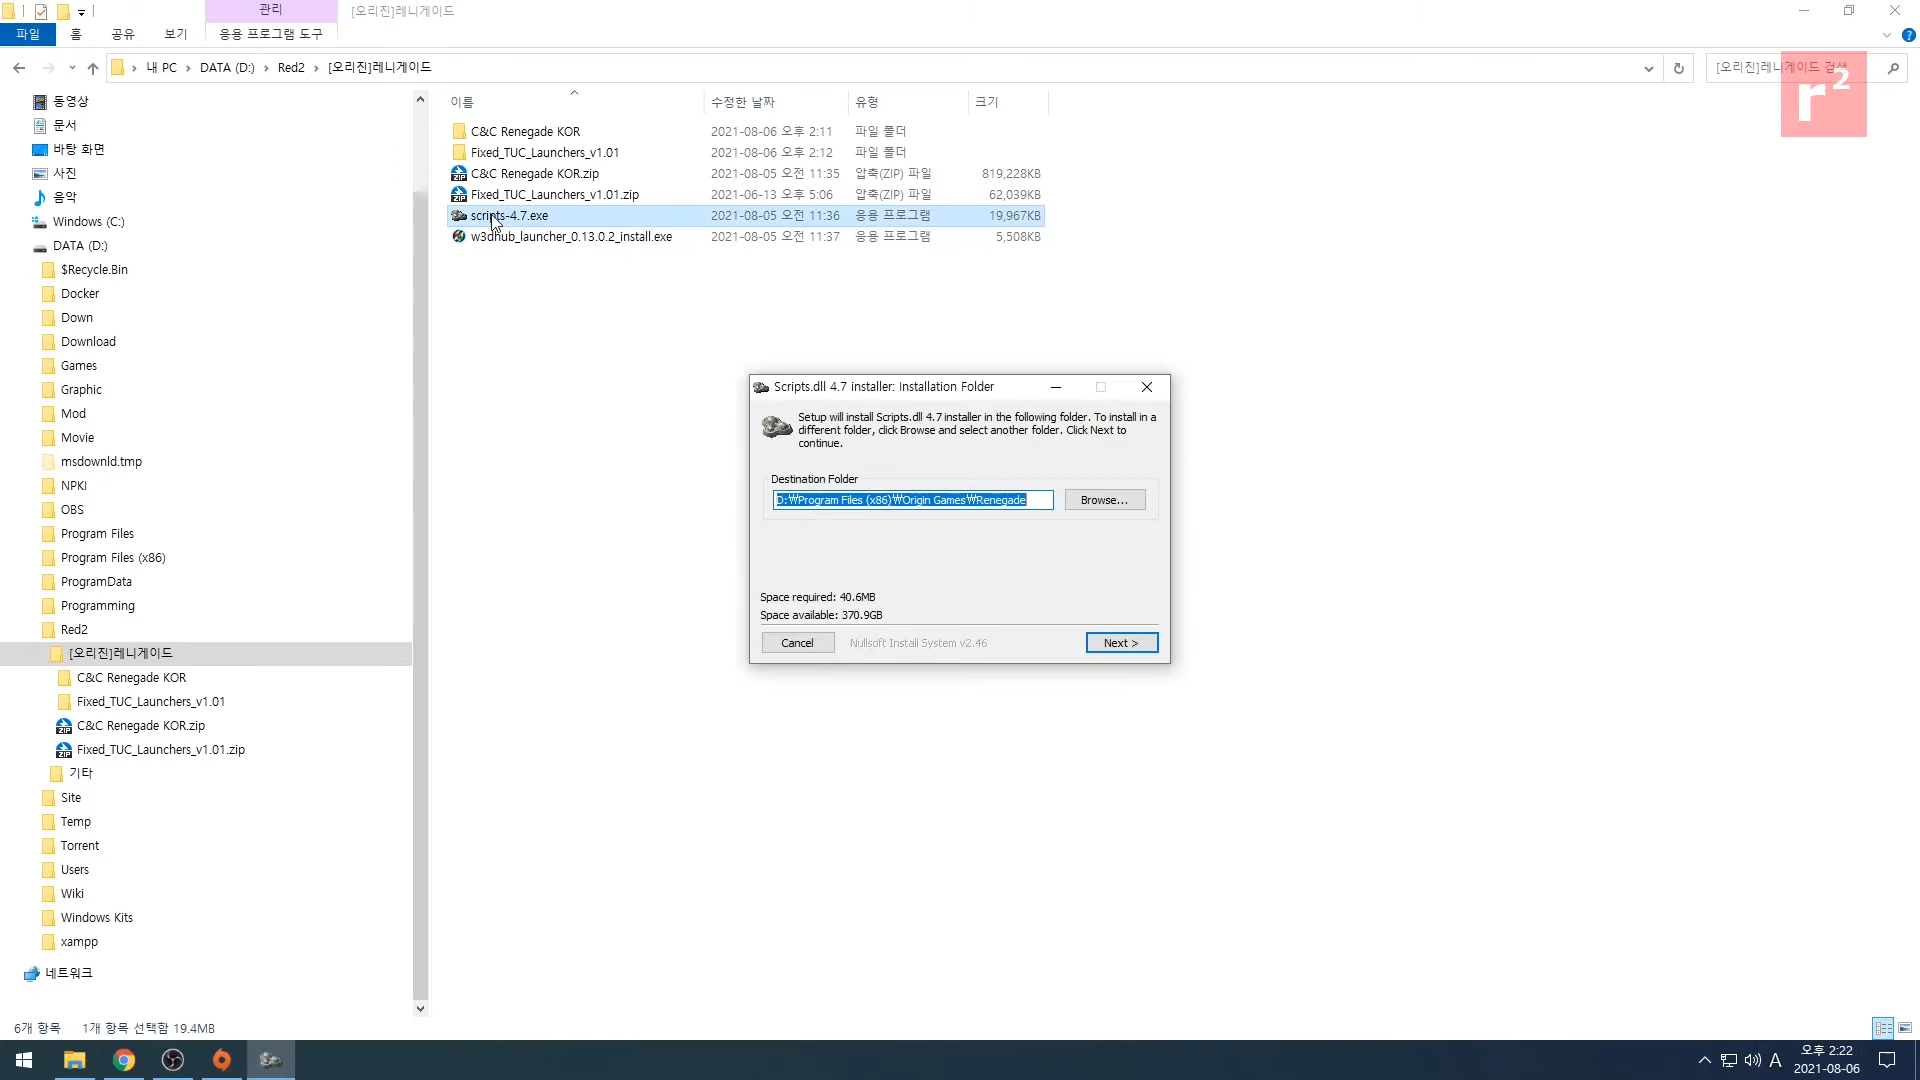 관리
[오리진]레니게이드
파일
홈
공유
보기
응용 프로그램 도구
내 PC
DATA (D:)
Red2
[오리진]레니게이드
[오리진]레니게이드 검색
r²
이름
수정한 날짜
유형
크기
C&C Renegade KOR 2021-08-06 오후 2:11 파일 폴더
Fixed_TUC_Launchers_v1.01 2021-08-06 오후 2:12 파일 폴더
C&C Renegade KOR.zip 2021-08-05 오전 11:35 압축(ZIP) 파일 819,228KB
Fixed_TUC_Launchers_v1.01.zip 2021-06-13 오후 5:06 압축(ZIP) 파일 62,039KB
scripts-4.7.exe 2021-08-05 오전 11:36 응용 프로그램 19,967KB
w3dhub_launcher_0.13.0.2_install.exe 2021-08-05 오전 11:37 응용 프로그램 5,508KB
동영상
문서
바탕 화면
사진
음악
Windows (C:)
DATA (D:)
$Recycle.Bin
Docker
Down
Download
Games
Graphic
Mod
Movie
msdownld.tmp
NPKI
OBS
Program Files
Program Files (x86)
ProgramData
Programming
Red2
[오리진]레니게이드
C&C Renegade KOR
Fixed_TUC_Launchers_v1.01
C&C Renegade KOR.zip
Fixed_TUC_Launchers_v1.01.zip
기타
Site
Temp
Torrent
Users
Wiki
Windows Kits
xampp
네트워크
Scripts.dll 4.7 installer: Installation Folder
Setup will install Scripts.dll 4.7 installer in the following folder. To install in a
different folder, click Browse and select another folder. Click Next to
continue.
Destination Folder
D:₩Program Files (x86)₩Origin Games₩Renegade
Browse...
Space required: 40.6MB
Space available: 370.9GB
Cancel
Nullsoft Install System v2.46
Next >
6개 항목
1개 항목 선택함 19.4MB
A
오후 2:22
2021-08-06